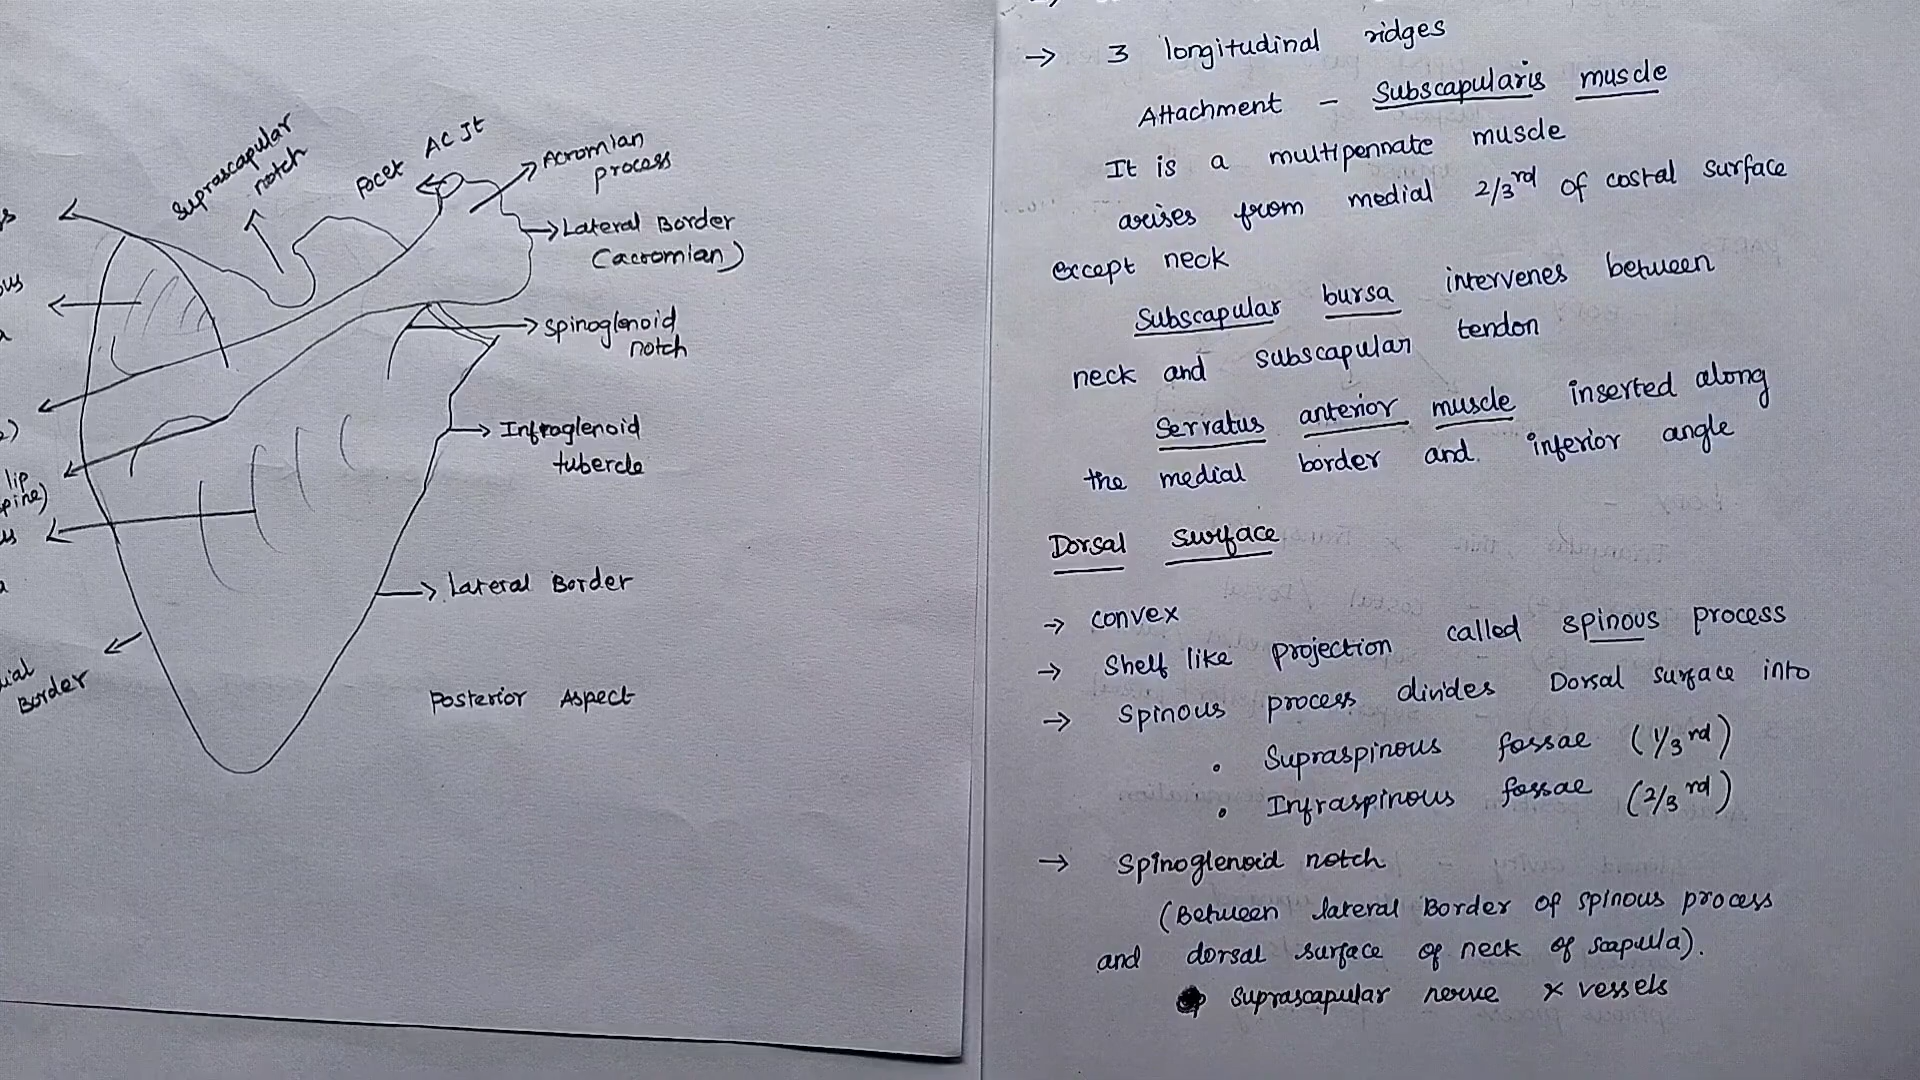 Suprascapular
notch
Facet AC Jt
Acromian
process
Lateral Border
(acromian)
Spinoglenoid
notch
Infraglenoid
tubercle
lip
Lateral Border
Border
Posterior Aspect
→ 3 longitudinal ridges
Attachment - Subscapularis muscle
It is a multipennate muscle
arises from medial 2/3rd of costal surface
except neck
Subscapular bursa intervenes between
neck and subscapular tendon
Serratus anterior muscle inserted along
the medial border and inferior angle
Dorsal surface
→ convex
→ Shelf like projection called spinous process
→ Spinous process divides Dorsal surface into
• Supraspinous fossae (1/3rd)
• Infraspinous fossae (2/3rd)
→ Spinoglenoid notch
(Between lateral Border of spinous process
and dorsal surface of neck of scapula).
suprascapular nerve x vessels